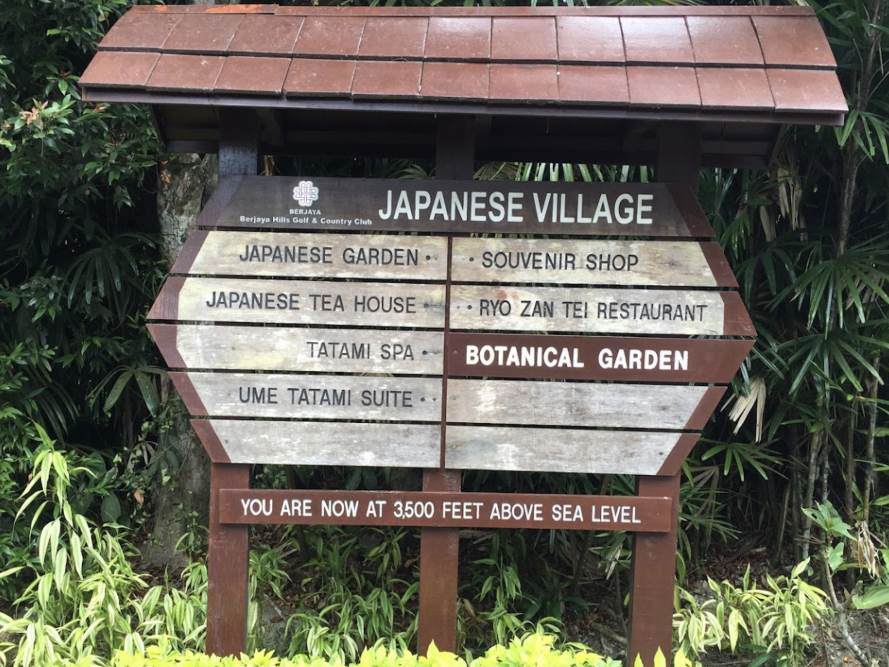 BERJAYA
Berjaya Hills Golf & Country Club
JAPANESE VILLAGE
JAPANESE GARDEN •
JAPANESE TEA HOUSE ••
TATAMI SPA ••
UME TATAMI SUITE ••
• SOUVENIR SHOP
•• RYO ZAN TEI RESTAURANT
BOTANICAL GARDEN
YOU ARE NOW AT 3,500 FEET ABOVE SEA LEVEL